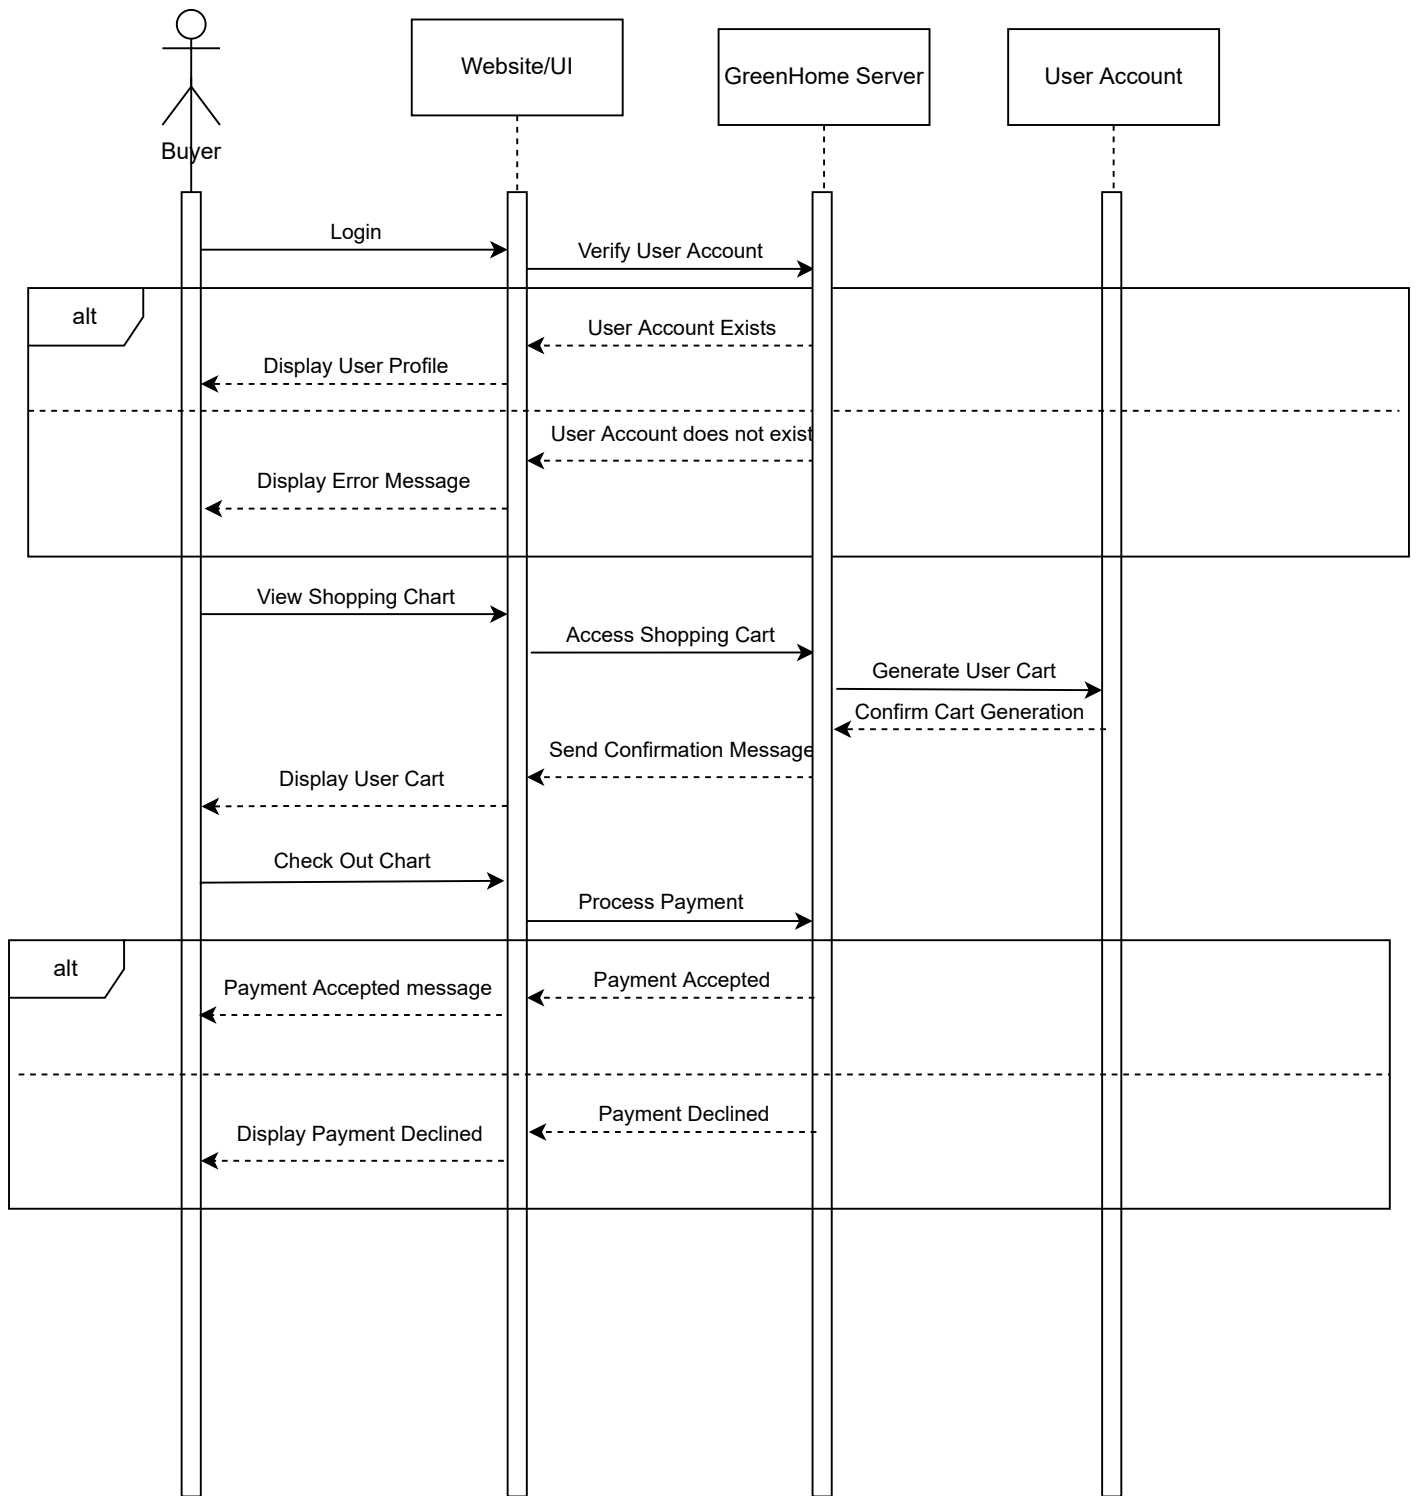 Buyer
Website/UI
GreenHome Server
User Account
Login
Verify User Account
alt
User Account Exists
Display User Profile
User Account does not exist
Display Error Message
View Shopping Chart
Access Shopping Cart
Generate User Cart
Confirm Cart Generation
Send Confirmation Message
Display User Cart
Check Out Chart
Process Payment
alt
Payment Accepted
Payment Accepted message
Payment Declined
Display Payment Declined